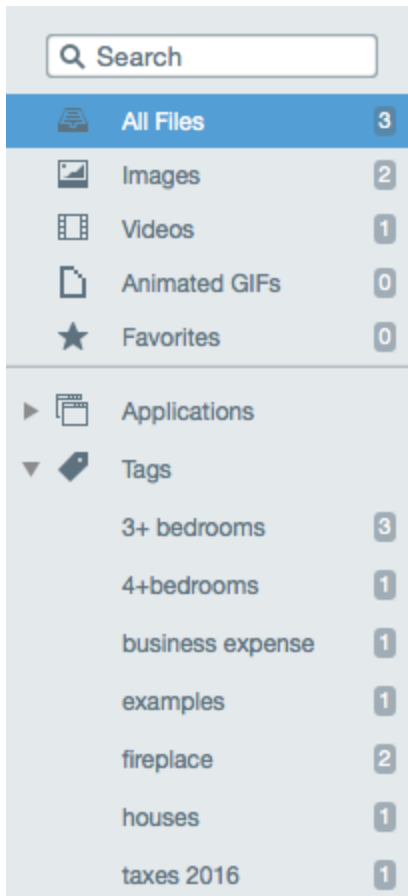 Search
All Files 3
Images 2
Videos 1
Animated GIFs 0
Favorites 0
Applications
Tags
3+ bedrooms 3
4+bedrooms 1
business expense 1
examples 1
fireplace 2
houses 1
taxes 2016 1